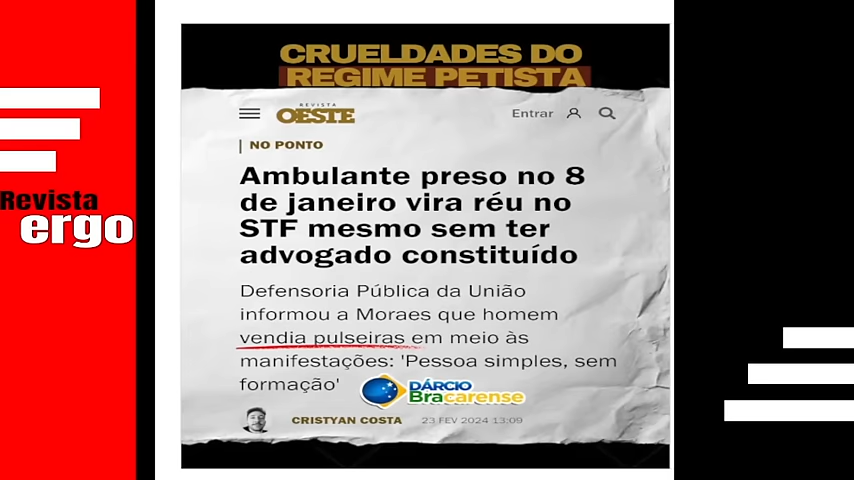 CRUELDADES DO
REGIME PETISTA
REVISTA
OESTE
Entrar
NO PONTO
Ambulante preso no 8
de janeiro vira réu no
STF mesmo sem ter
advogado constituído
Defensoria Pública da União
informou a Moraes que homem
vendia pulseiras em meio às
manifestações: 'Pessoa simples, sem
formação'
DÁRCIO
Bracarense
CRISTYAN COSTA 23 FEV 2024 13:09
Revista
ergo